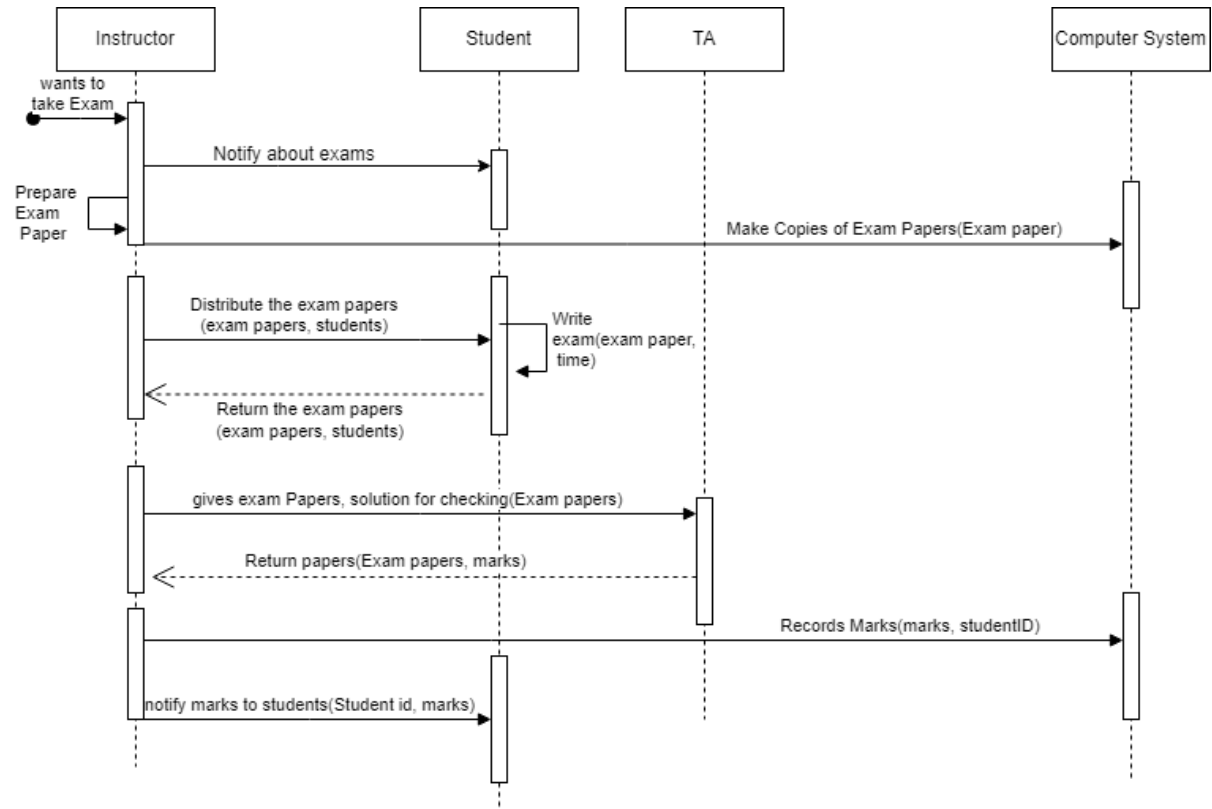 Instructor
Student
TA
Computer System
wants to
take Exam
Notify about exams
Prepare
Exam
Paper
Make Copies of Exam Papers(Exam paper)
Distribute the exam papers
(exam papers, students)
Write
exam(exam paper,
time)
Return the exam papers
(exam papers, students)
gives exam Papers, solution for checking(Exam papers)
Return papers(Exam papers, marks)
Records Marks(marks, studentID)
notify marks to students(Student id, marks)